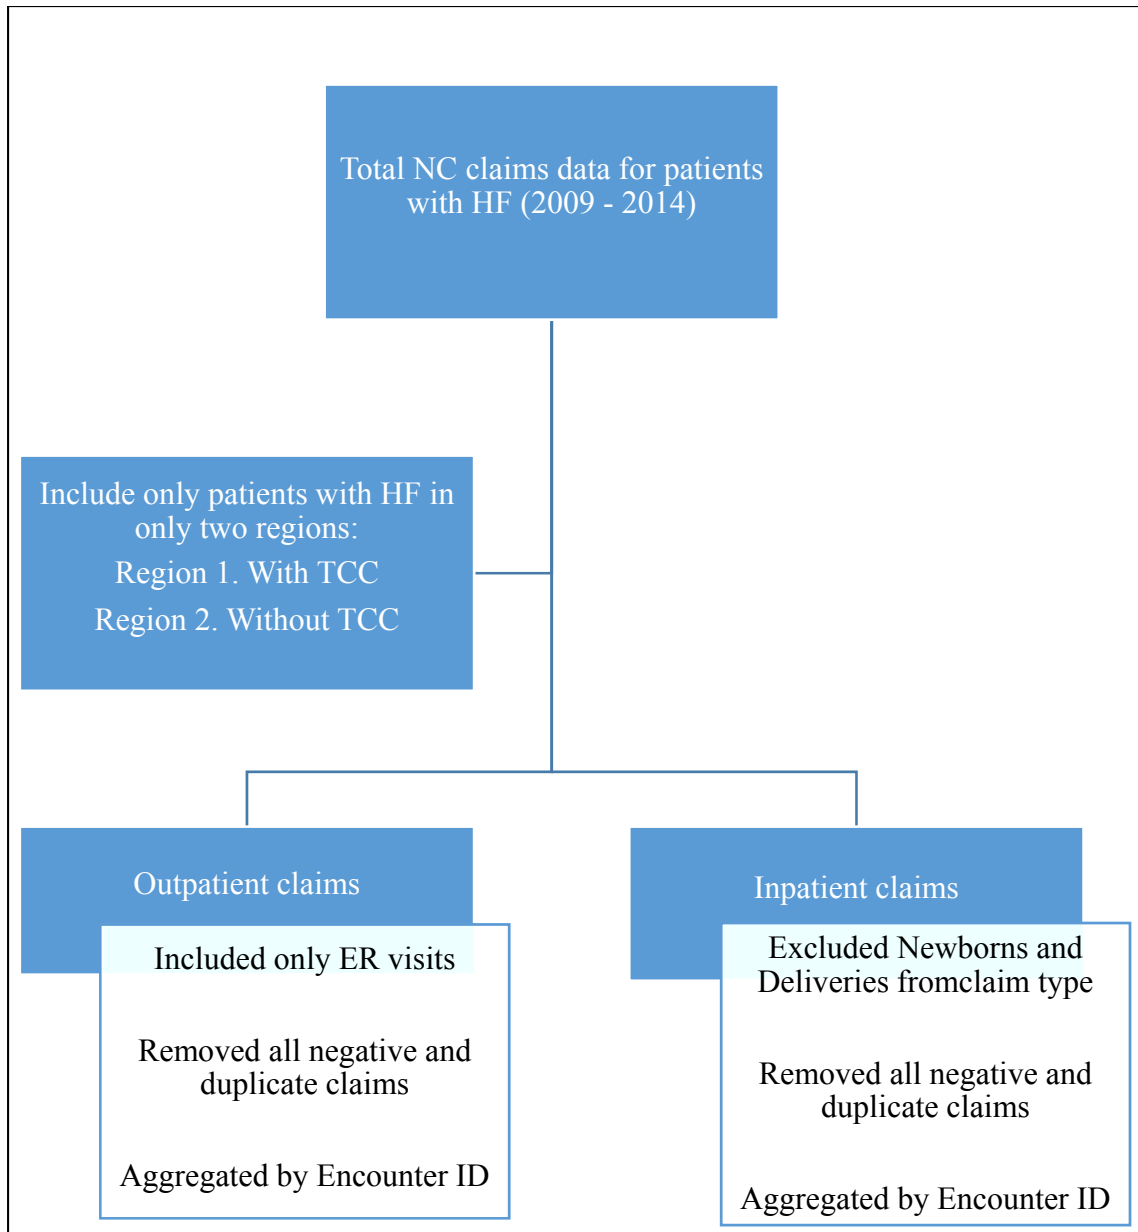 Total NC claims data for patients
with HF (2009 - 2014)
Include only patients with HF in
only two regions:
Region 1. With TCC
Region 2. Without TCC
Outpatient claims
Included only ER visits
Removed all negative and
duplicate claims
Aggregated by Encounter ID
Inpatient claims
Excluded Newborns and
Deliveries fromclaim type
Removed all negative and
duplicate claims
Aggregated by Encounter ID